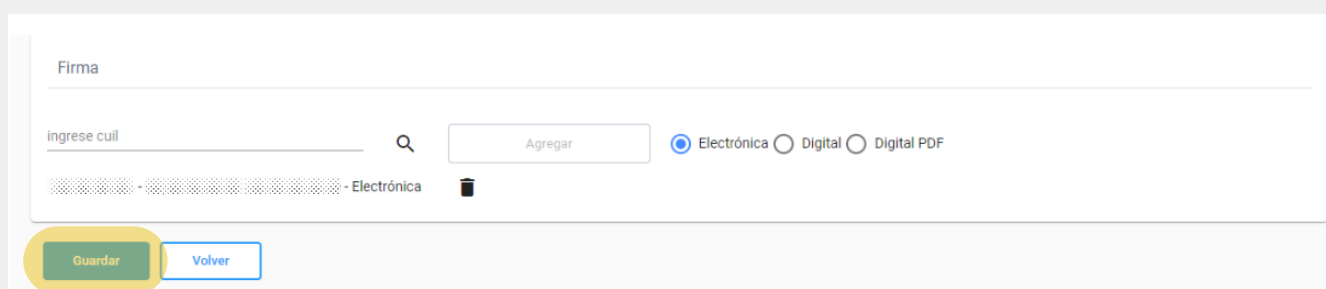 Firma
ingrese cuil
Agregar
Electrónica Digital Digital PDF
- - Electrónica
Guardar
Volver